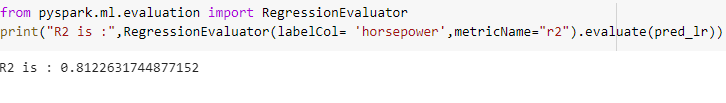 from pyspark.ml.evaluation import RegressionEvaluator
print("R2 is :",RegressionEvaluator(labelCol= 'horsepower',metricName="r2").evaluate(pred_lr))
R2 is : 0.8122631744877152